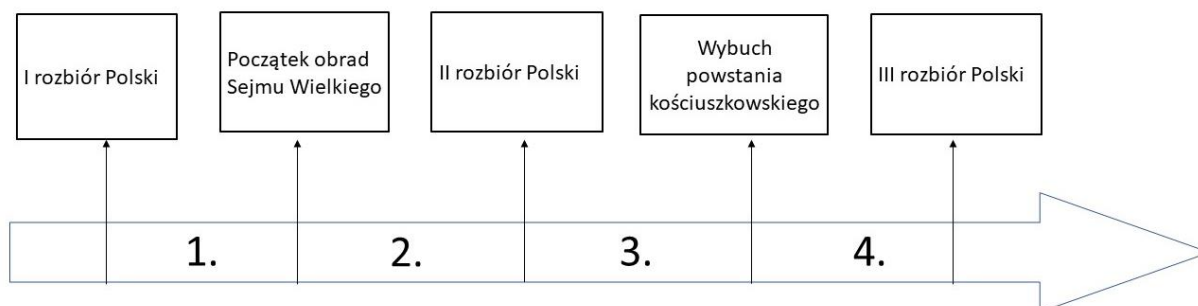 I rozbiór Polski
Początek obrad
Sejmu Wielkiego
II rozbiór Polski
Wybuch
powstania
kościuszkowskiego
III rozbiór Polski
1.
2.
3.
4.